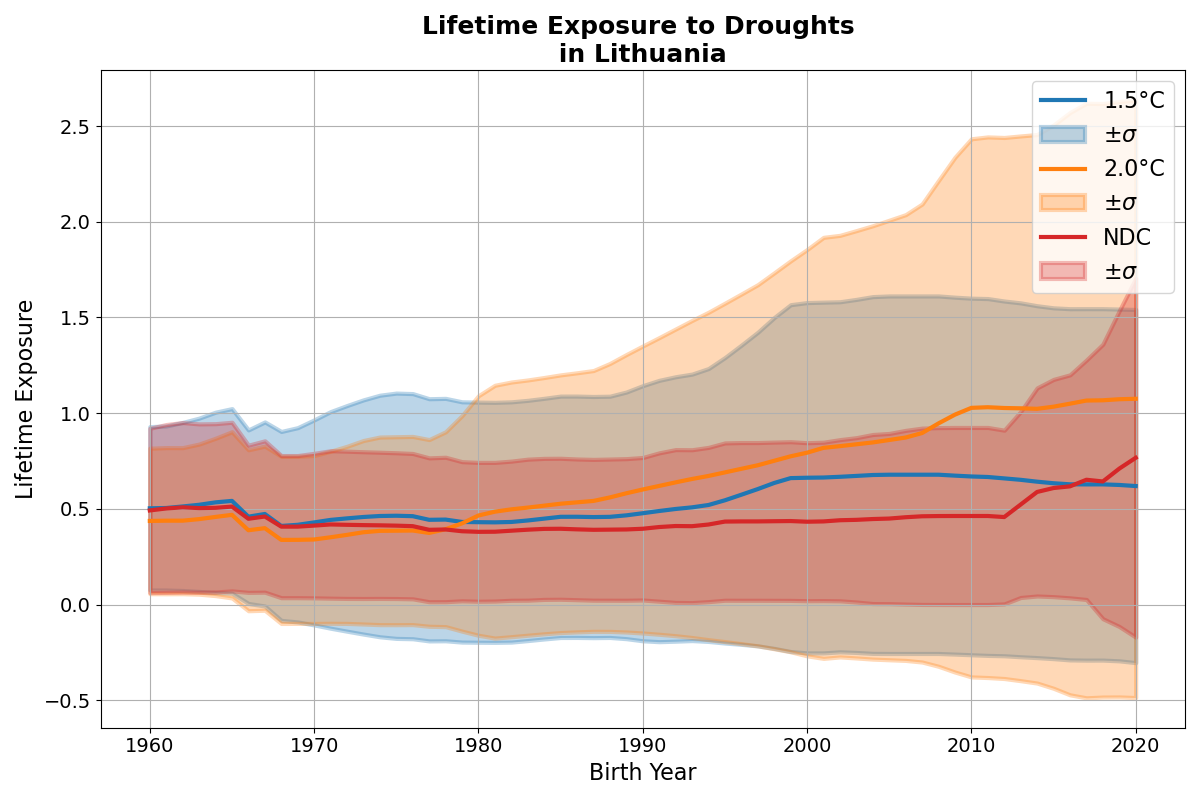 Lifetime Exposure to Droughts
in Lithuania
1.5°C
±σ
2.0°C
±σ
NDC
±σ
2.5
2.0
1.5
1.0
0.5
0.0
−0.5
Lifetime Exposure
1960
1970
1980
1990
2000
2010
2020
Birth Year